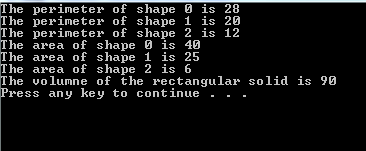 The perimeter of shape 0 is 28
The perimeter of shape 1 is 20
The perimeter of shape 2 is 12
The area of shape 0 is 40
The area of shape 1 is 25
The area of shape 2 is 6
The volumne of the rectangular solid is 90
Press any key to continue . . .